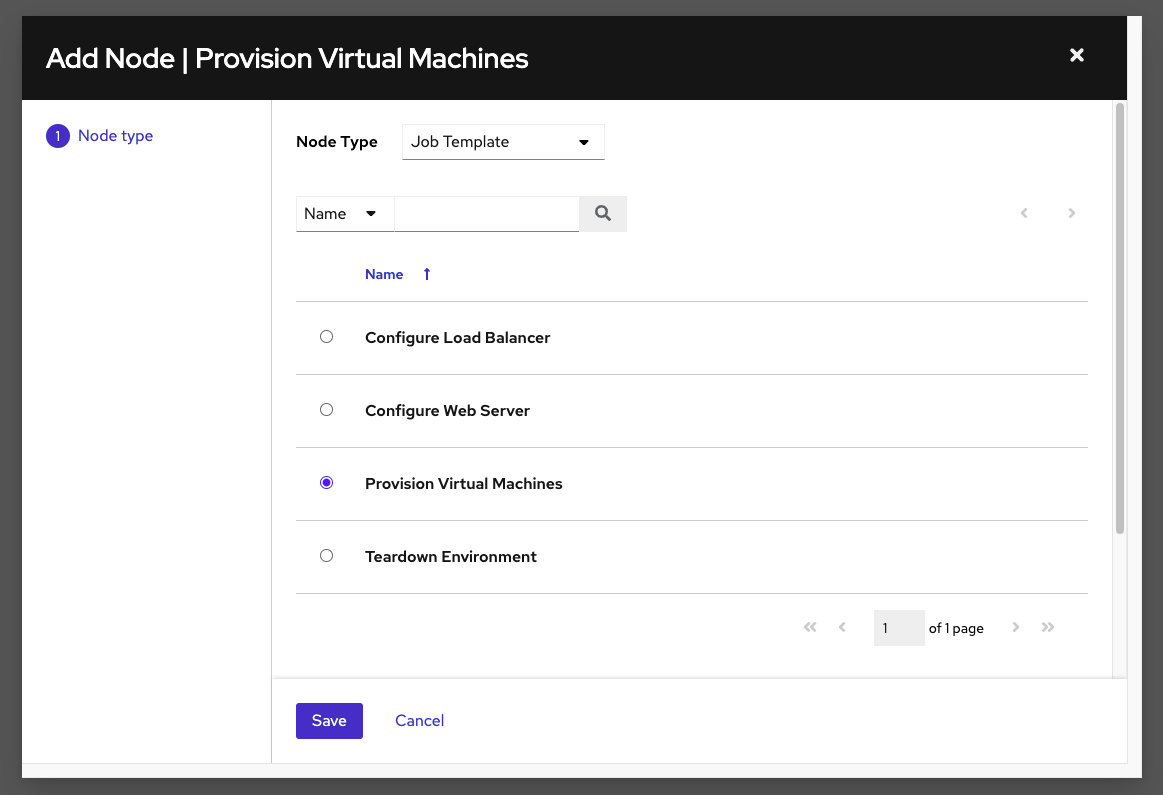 Add Node | Provision Virtual Machines
1 Node type
Node Type Job Template
Name
Name
Configure Load Balancer
Configure Web Server
Provision Virtual Machines
Teardown Environment
1 of 1 page
Save Cancel